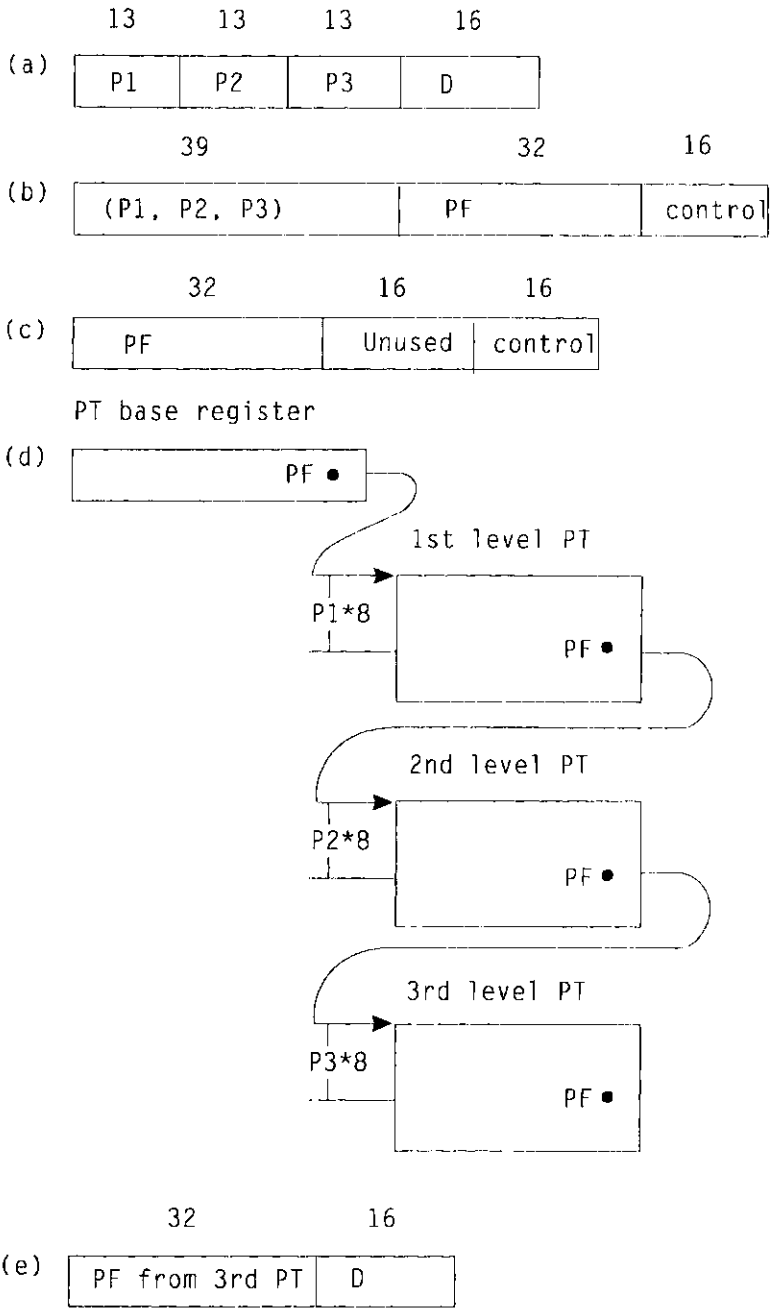 13 13 13 16
(a) P1 P2 P3 D
39 32 16
(b) (P1, P2, P3) PF control
32 16 16
(c) PF Unused control
PT base register
(d) PF
1st level PT
P1*8
PF
2nd level PT
P2*8
PF
3rd level PT
P3*8
PF
32 16
(e) PF from 3rd PT D